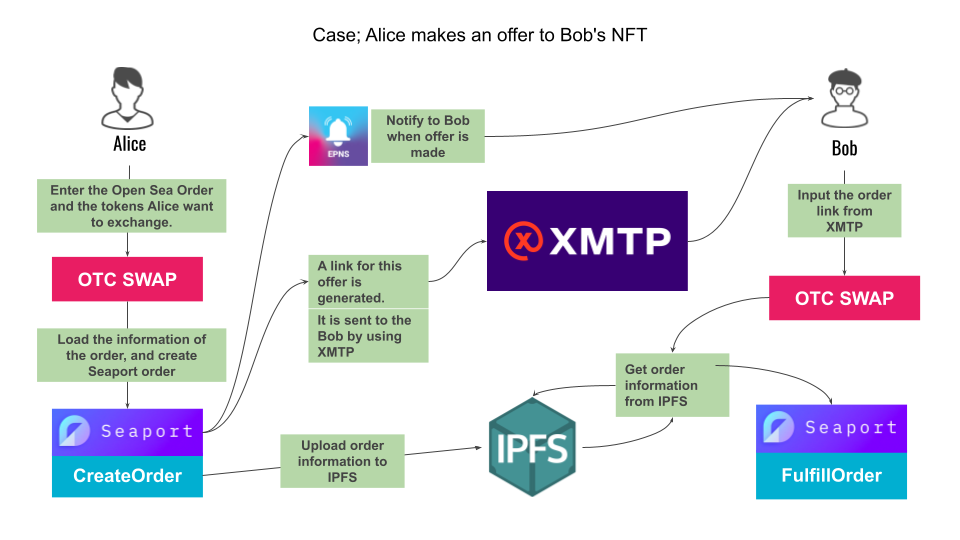 Case; Alice makes an offer to Bob's NFT
Alice
Enter the Open Sea Order
and the tokens Alice want
to exchange.
OTC SWAP
Load the information of
the order, and create
Seaport order
Seaport
CreateOrder
EPNS
Notify to Bob
when offer is
made
A link for this
offer is
generated.
It is sent to the
Bob by using
XMTP
XMTP
Upload order
information to
IPFS
IPFS
Bob
Input the order
link from
XMTP
OTC SWAP
Get order
information
from IPFS
Seaport
FulfillOrder